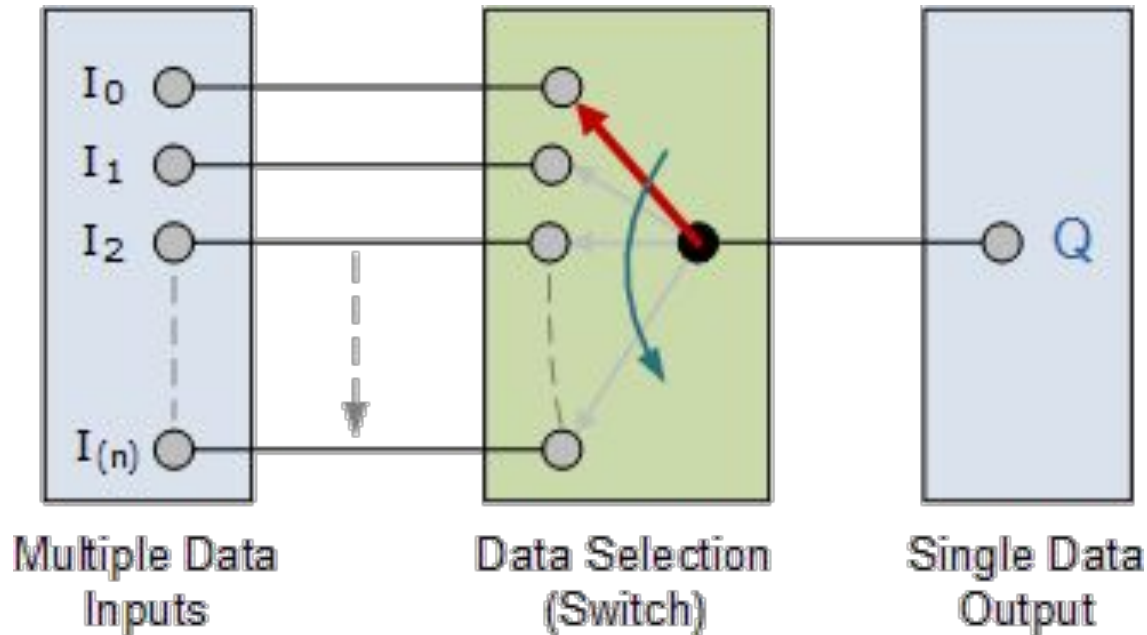 I0
I1
I2
I(n)
Q
Multiple Data
Inputs
Data Selection
(Switch)
Single Data
Output